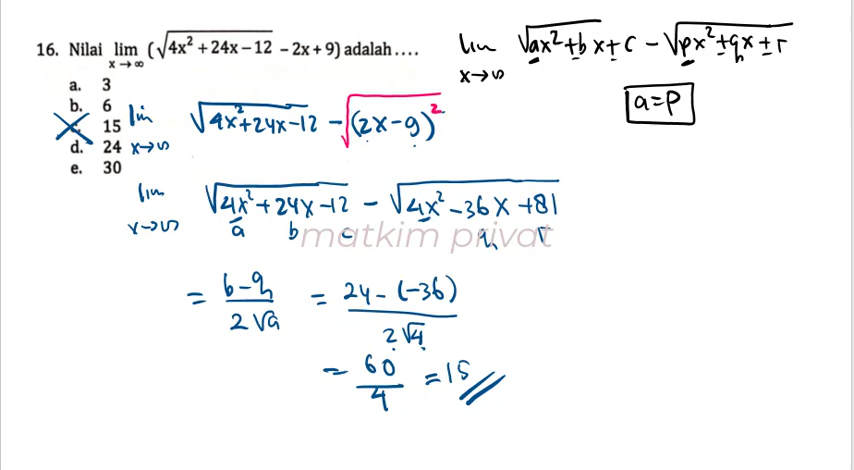 16. Nilai lim (√4x² + 24x – 12 – 2x + 9) adalah ....
x → ∞
a. 3
b. 6
15
d. 24
e. 30
lim √ax²+bx+c – √px²+qx+r
x→∞
a=p
lim √4x²+24x–12 – √(2x–9)²
x→∞
lim √4x²+24x–12 – √4x²–36x+81
x→∞
a b c q r
matkim privat
= b–q / 2√a = 24–(–36) / 2√4
= 60/4 = 15